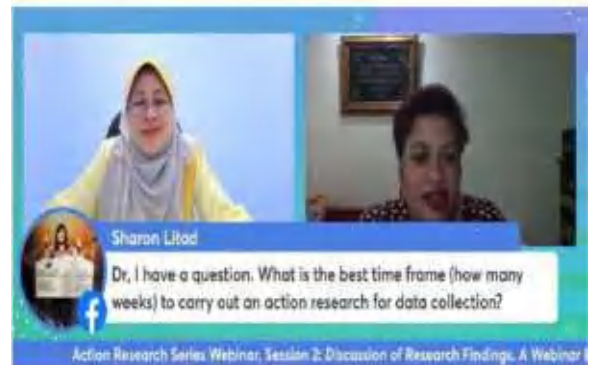 Sharon Litad
Dr, I have a question. What is the best time frame (how many
weeks) to carry out an action research for data collection?
Action Research Series Webinar, Session 2: Discussion of Research Findings. A Webinar